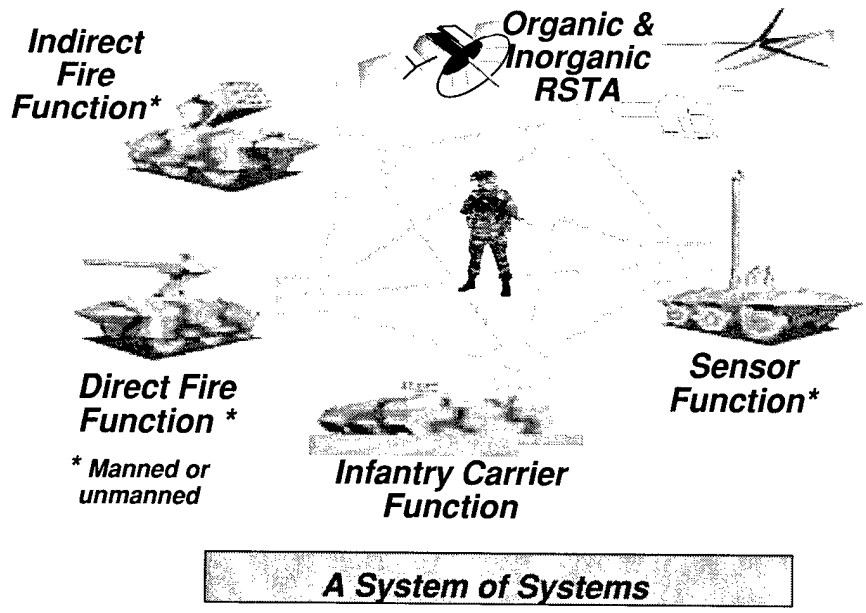 Indirect
Fire
Function*
Organic &
Inorganic
RSTA
Direct Fire
Function *
* Manned or
unmanned
Infantry Carrier
Function
Sensor
Function*
A System of Systems